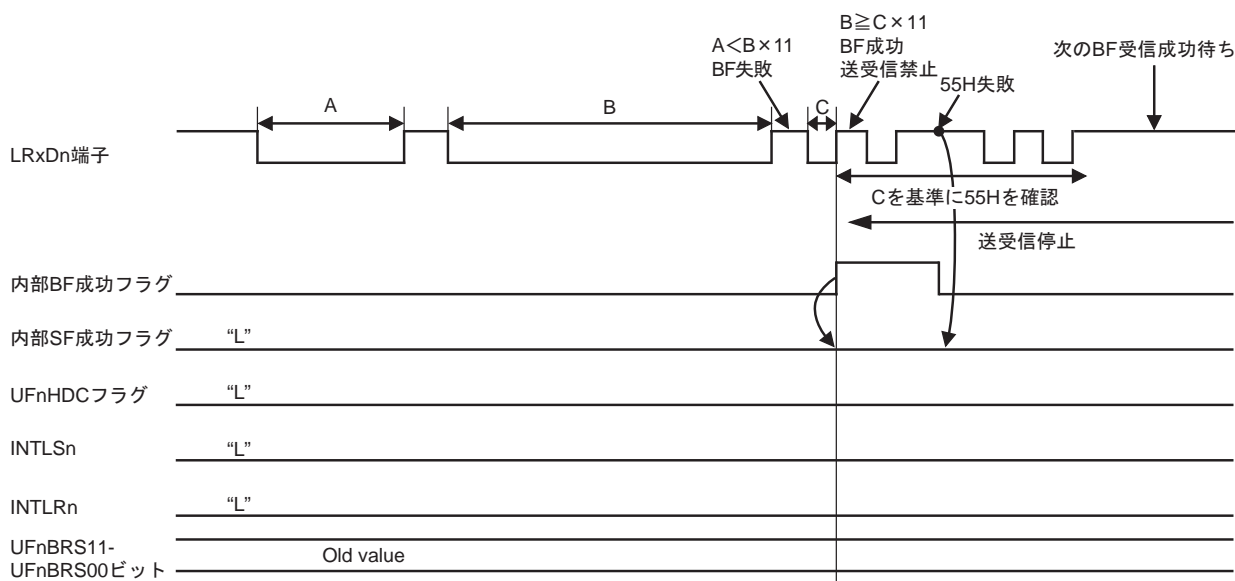 B≧C×11
A<B×11
BF成功
BF失敗
送受信禁止
次のBF受信成功待ち
55H失敗
A
B
C
LRxDn端子
Cを基準に55Hを確認
送受信停止
内部BF成功フラグ
内部SF成功フラグ
“L”
UFnHDCフラグ
“L”
INTLSn
“L”
INTLRn
“L”
UFnBRS11-
UFnBRS00ビット
Old value